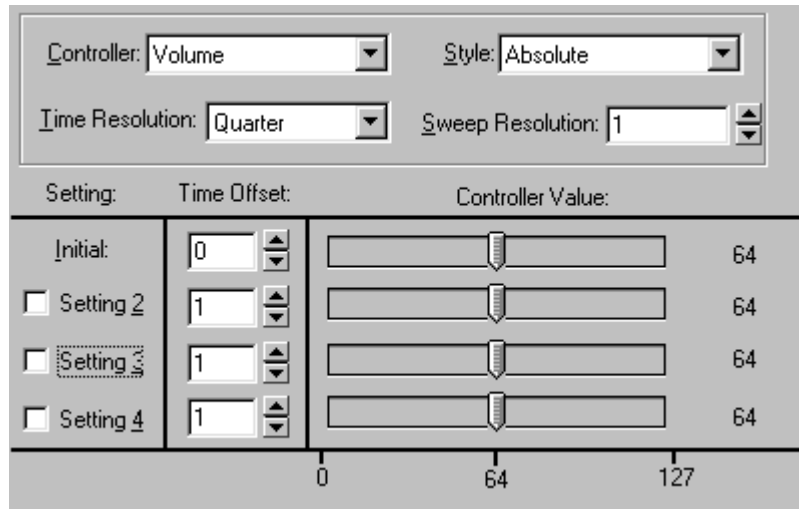 Controller: Volume Style: Absolute
Time Resolution: Quarter Sweep Resolution: 1
Setting: Time Offset: Controller Value:
Initial: 0 64
Setting 2 1 64
Setting 3 1 64
Setting 4 1 64
0 64 127